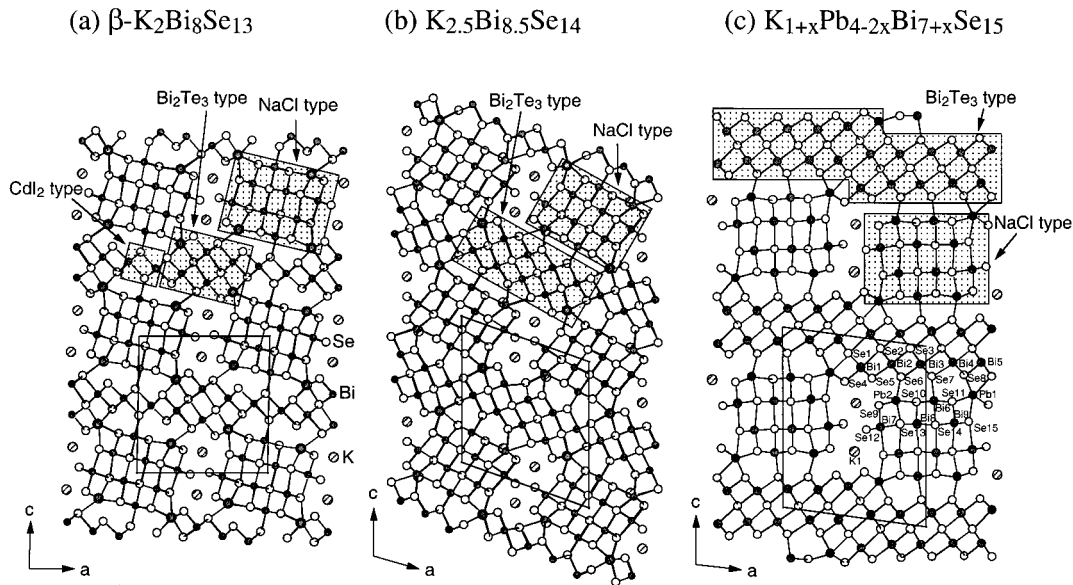 (a) β-K2Bi8Se13
(b) K2.5Bi8.5Se14
(c) K1+xPb4-2xBi7+xSe15
Bi2Te3 type
NaCl type
CdI2 type
Se
Bi
K
c
a
Bi2Te3 type
NaCl type
c
a
Bi2Te3 type
NaCl type
Se1 Se2 Se3
Bi1 Bi2 Bi3 Bi4 Bi5
Se4 Se5 Se6 Se7 Se8
Pb2 Se10 Se11 Pb1
Se9 Bi6
Bi7 Bi8 Bi9
Se12 Se13 Se14 Se15
K1
c
a